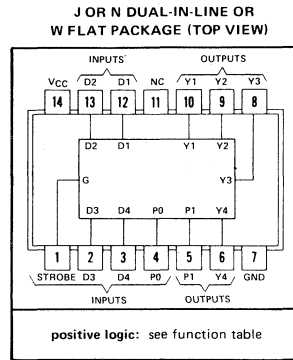 J OR N DUAL-IN-LINE OR
W FLAT PACKAGE (TOP VIEW)
INPUTS OUTPUTS
VCC D2 D1 NC Y1 Y2 Y3
14 13 12 11 10 9 8
D2 D1 Y1 Y2
G Y3
D3 D4 P0 P1 Y4
1 2 3 4 5 6 7
STROBE D3 D4 P0 P1 Y4 GND
INPUTS OUTPUTS
positive logic: see function table